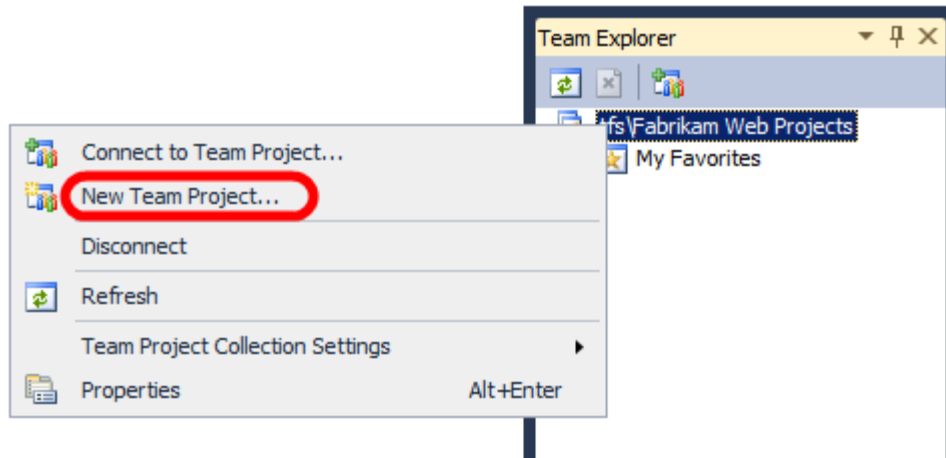 Team Explorer
tfs\Fabrikam Web Projects
My Favorites
Connect to Team Project...
New Team Project...
Disconnect
Refresh
Team Project Collection Settings
Properties Alt+Enter